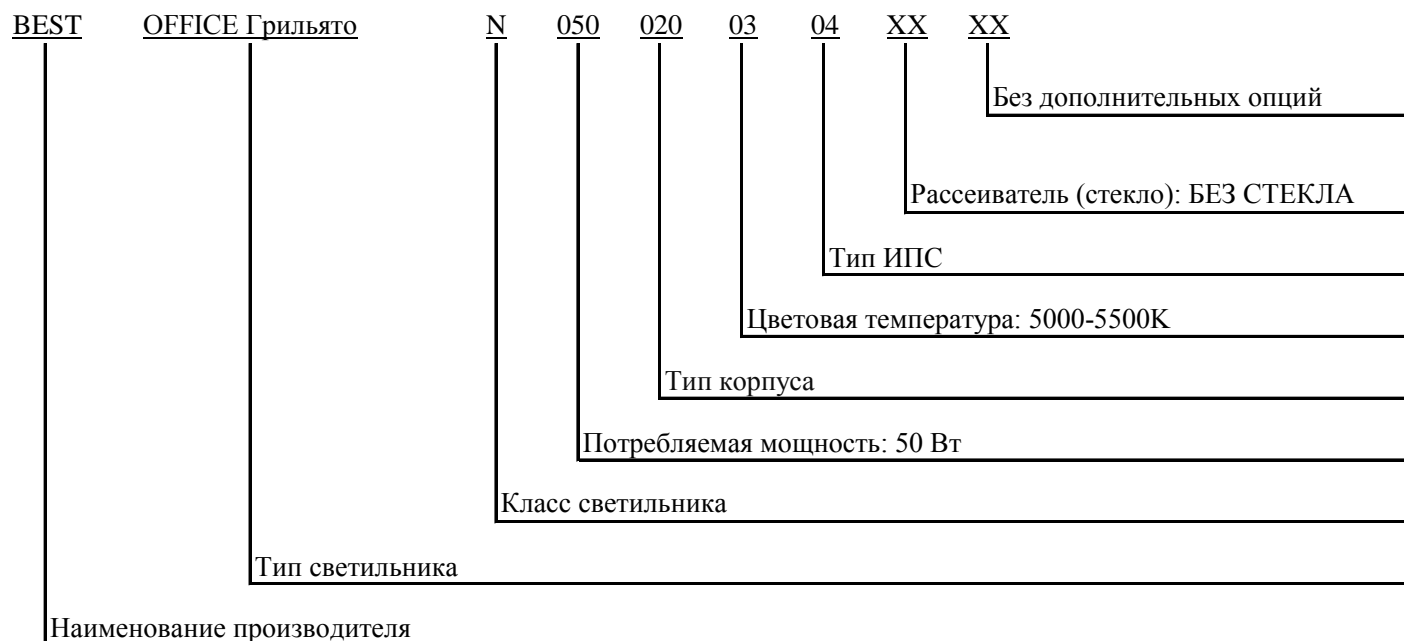 BEST OFFICE Грильято N 050 020 03 04 XX XX
Без дополнительных опций
Рассеиватель (стекло): БЕЗ СТЕКЛА
Тип ИПС
Цветовая температура: 5000-5500K
Тип корпуса
Потребляемая мощность: 50 Вт
Класс светильника
Тип светильника
Наименование производителя